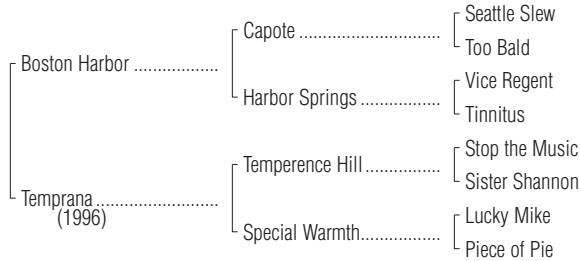 Seattle Slew
Capote
Too Bald
Boston Harbor
Vice Regent
Harbor Springs
Tinnitus
Stop the Music
Temperence Hill
Sister Shannon
Temprana
(1996)
Lucky Mike
Special Warmth
Piece of Pie